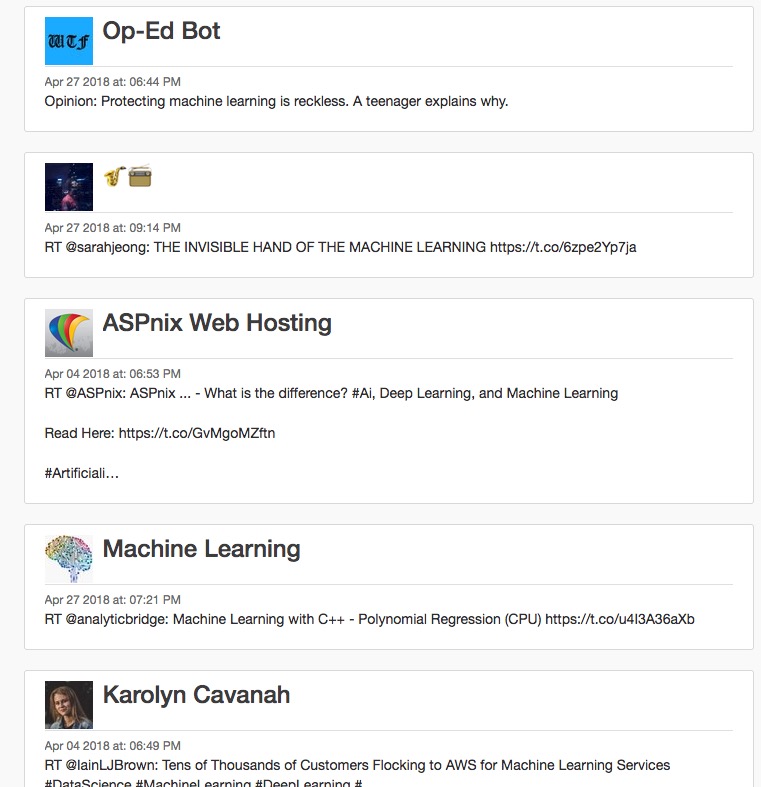 WTF
Op-Ed Bot
Apr 27 2018 at: 06:44 PM
Opinion: Protecting machine learning is reckless. A teenager explains why.
🎷📻
Apr 27 2018 at: 09:14 PM
RT @sarahjeong: THE INVISIBLE HAND OF THE MACHINE LEARNING https://t.co/6zpe2Yp7ja
ASPnix Web Hosting
Apr 04 2018 at: 06:53 PM
RT @ASPnix: ASPnix ... - What is the difference? #Ai, Deep Learning, and Machine Learning
Read Here: https://t.co/GvMgoMZftn
#Artificiali…
Machine Learning
Apr 27 2018 at: 07:21 PM
RT @analyticbridge: Machine Learning with C++ - Polynomial Regression (CPU) https://t.co/u4I3A36aXb
Karolyn Cavanah
Apr 04 2018 at: 06:49 PM
RT @IainLJBrown: Tens of Thousands of Customers Flocking to AWS for Machine Learning Services
#DataScience #MachineLearning #DeepLearning #